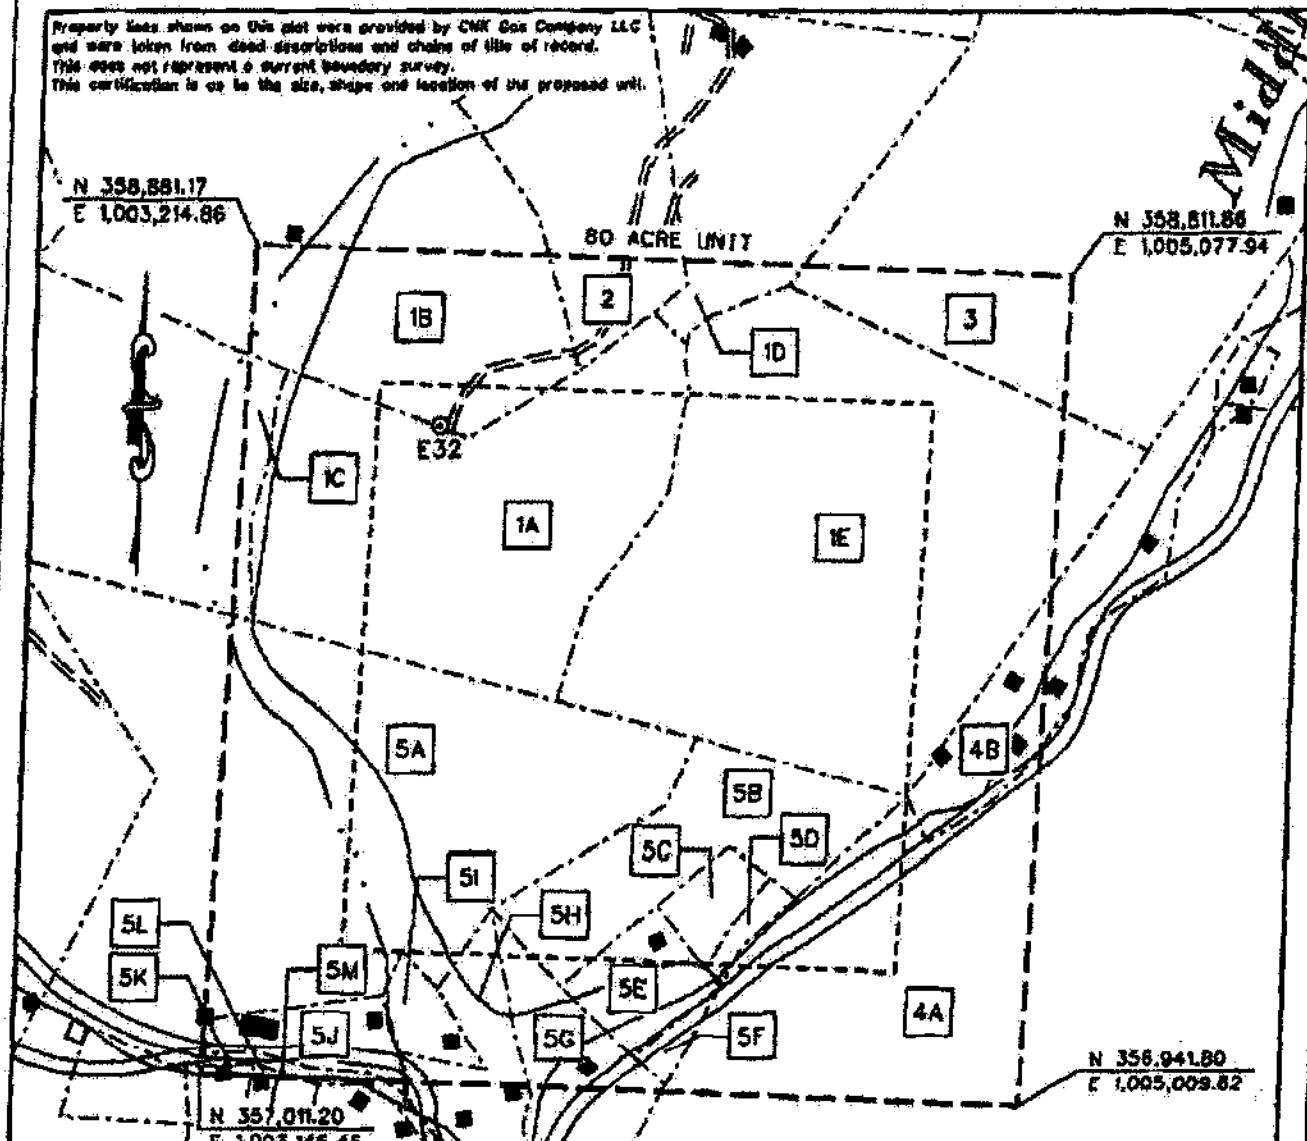 Property lines shown on this plat were provided by CNX Gas Company LLC
and were taken from deed descriptions and chains of title of record.
This does not represent a current boundary survey.
This certification is as to the size, shape and location of the proposed unit.
N 358,881.17
E 1,003,214.86
80 ACRE UNIT
N 358,811.86
E 1,005,077.94
1B
2
3
1D
E32
1C
1A
1E
5A
4B
5B
5C
5D
5I
5H
5L
5M
5K
5E
5J
5G
5F
4A
N 356,941.80
E 1,005,009.62
N 357,011.20